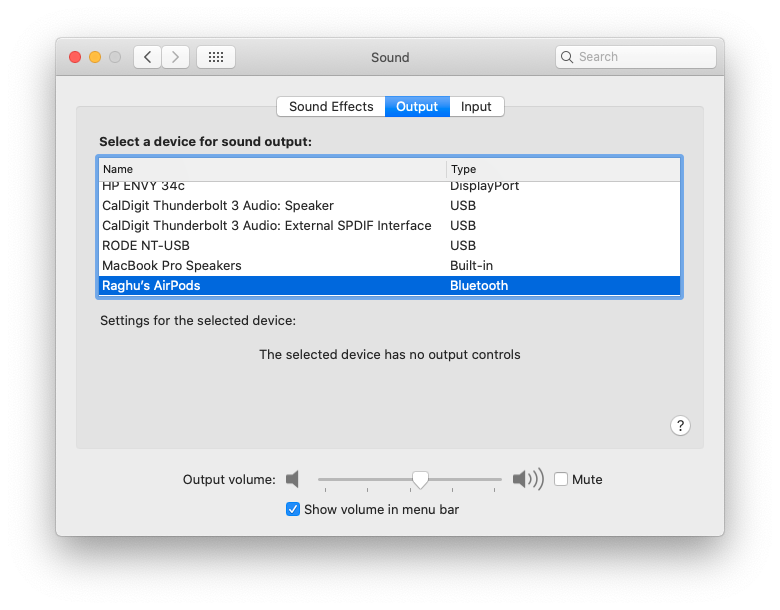 Sound
Search
Sound Effects Output Input
Select a device for sound output:
Name Type
HP ENVY 34c DisplayPort
CalDigit Thunderbolt 3 Audio: Speaker USB
CalDigit Thunderbolt 3 Audio: External SPDIF Interface USB
RODE NT-USB USB
MacBook Pro Speakers Built-in
Raghu’s AirPods Bluetooth
Settings for the selected device:
The selected device has no output controls
?
Output volume: Mute
Show volume in menu bar